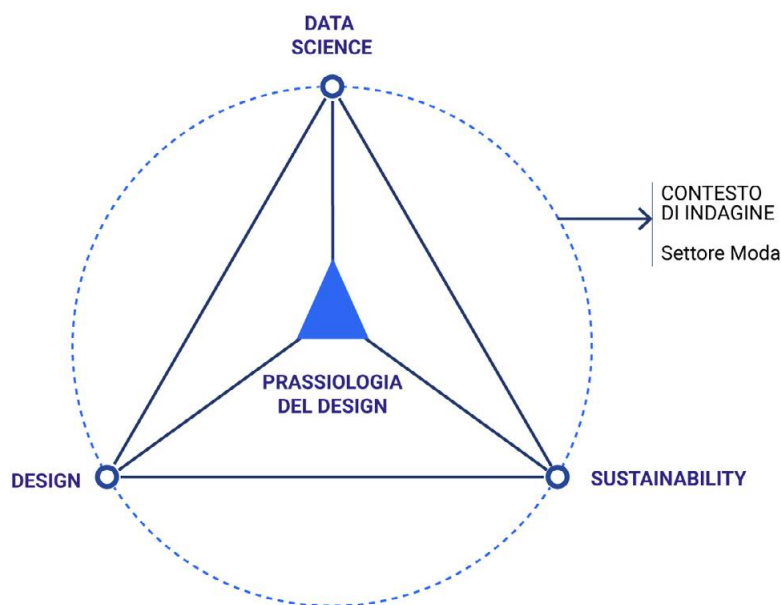 DATA
SCIENCE
CONTESTO
DI INDAGINE
Settore Moda
PRASSIOLOGIA
DEL DESIGN
DESIGN
SUSTAINABILITY